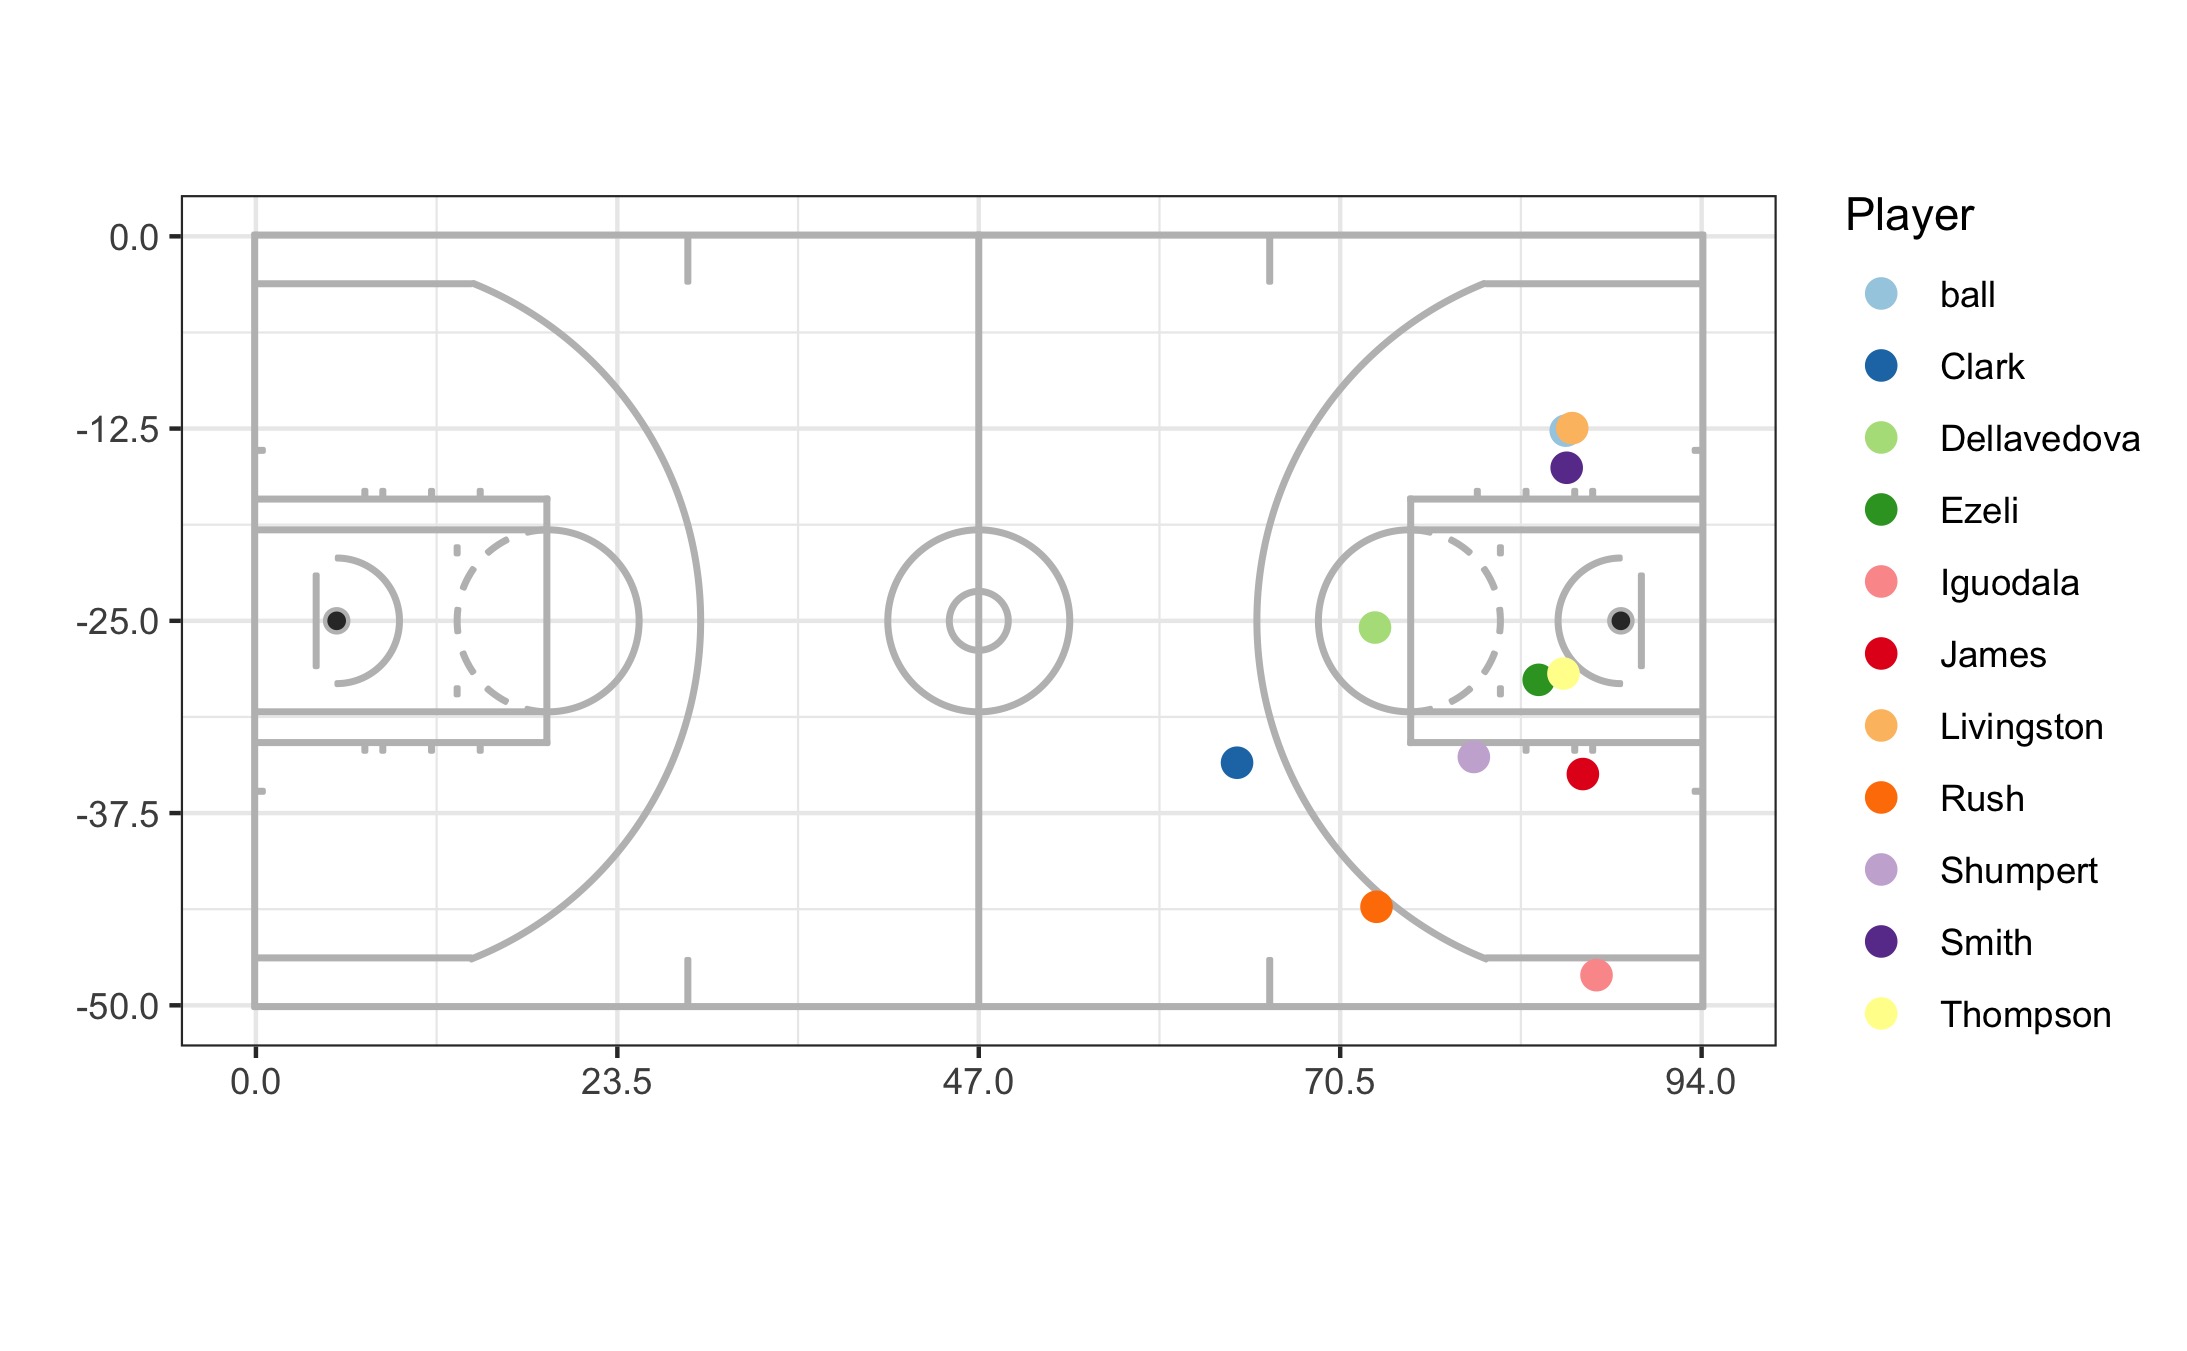 0.0
-12.5
-25.0
-37.5
-50.0
0.0 23.5 47.0 70.5 94.0
Player
ball
Clark
Dellavedova
Ezeli
Iguodala
James
Livingston
Rush
Shumpert
Smith
Thompson